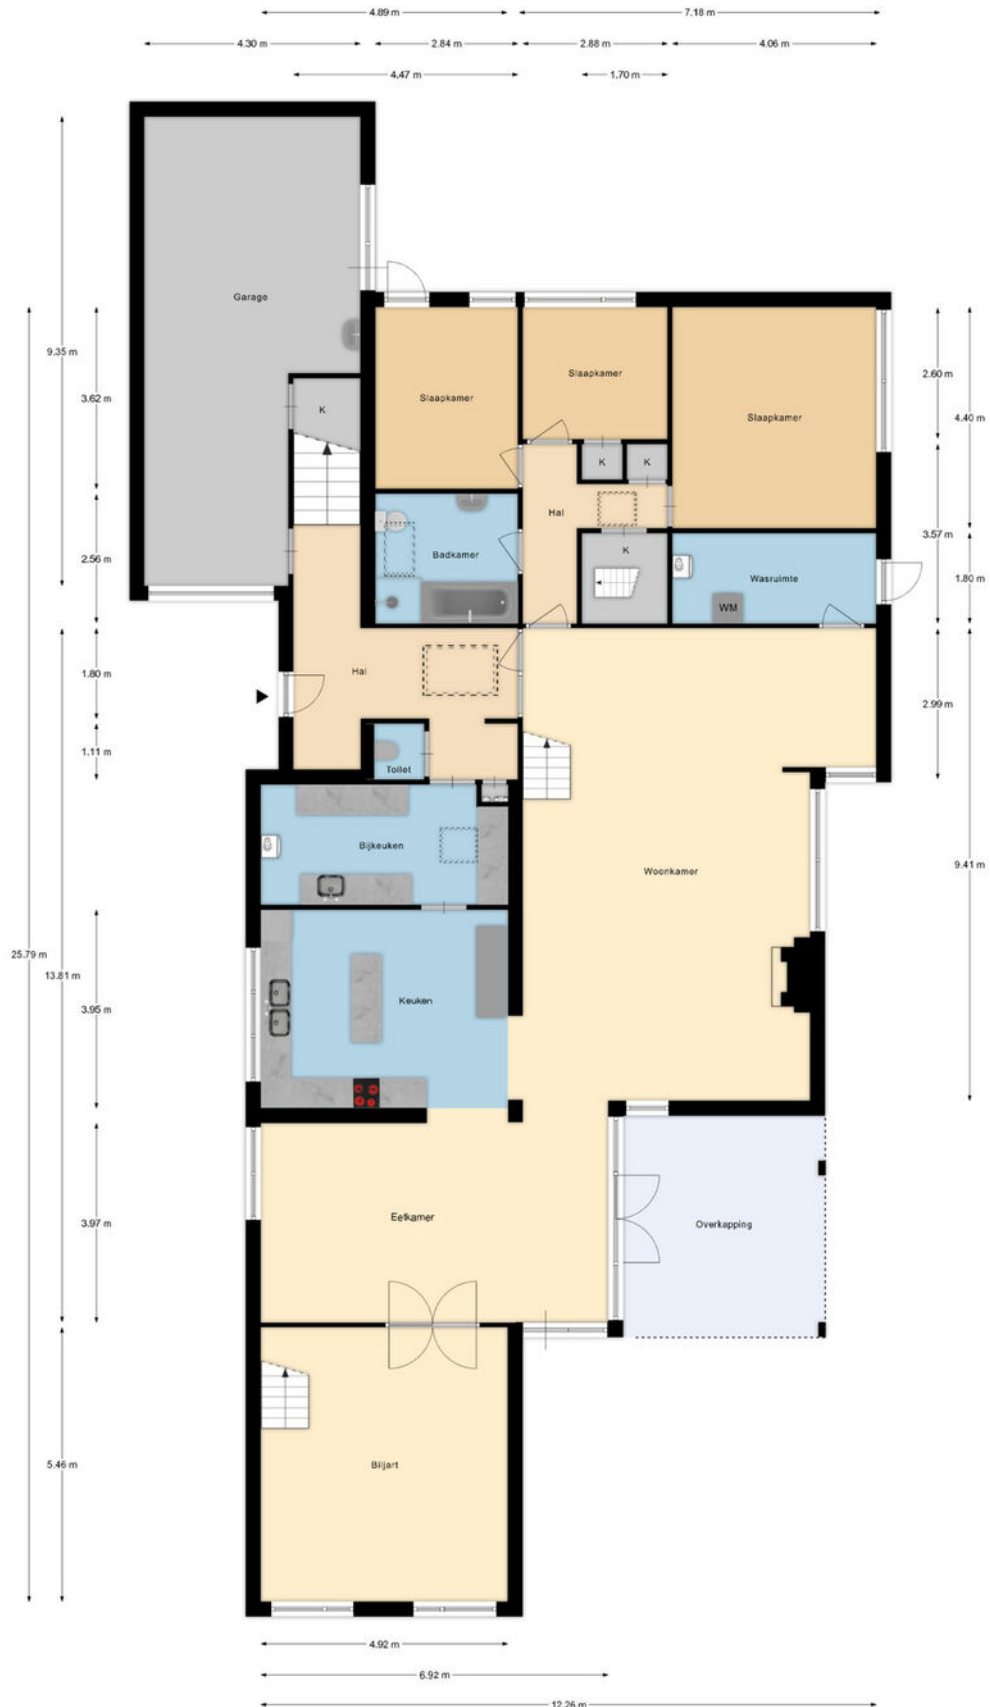 4.89 m
7.18 m
4.30 m
2.84 m
2.88 m
4.06 m
4.47 m
1.70 m
Garage
9.35 m
3.62 m
Slaapkamer
Slaapkamer
Slaapkamer
2.60 m
4.40 m
K
K
K
Hal
2.56 m
Badkamer
K
Wasruimte
3.57 m
1.80 m
WM
Hal
1.80 m
2.99 m
1.11 m
Toilet
Bijkeuken
Woonkamer
9.41 m
25.79 m
13.81 m
3.95 m
Keuken
3.97 m
Eetkamer
Overkapping
5.46 m
Biljart
4.92 m
6.92 m
12.26 m